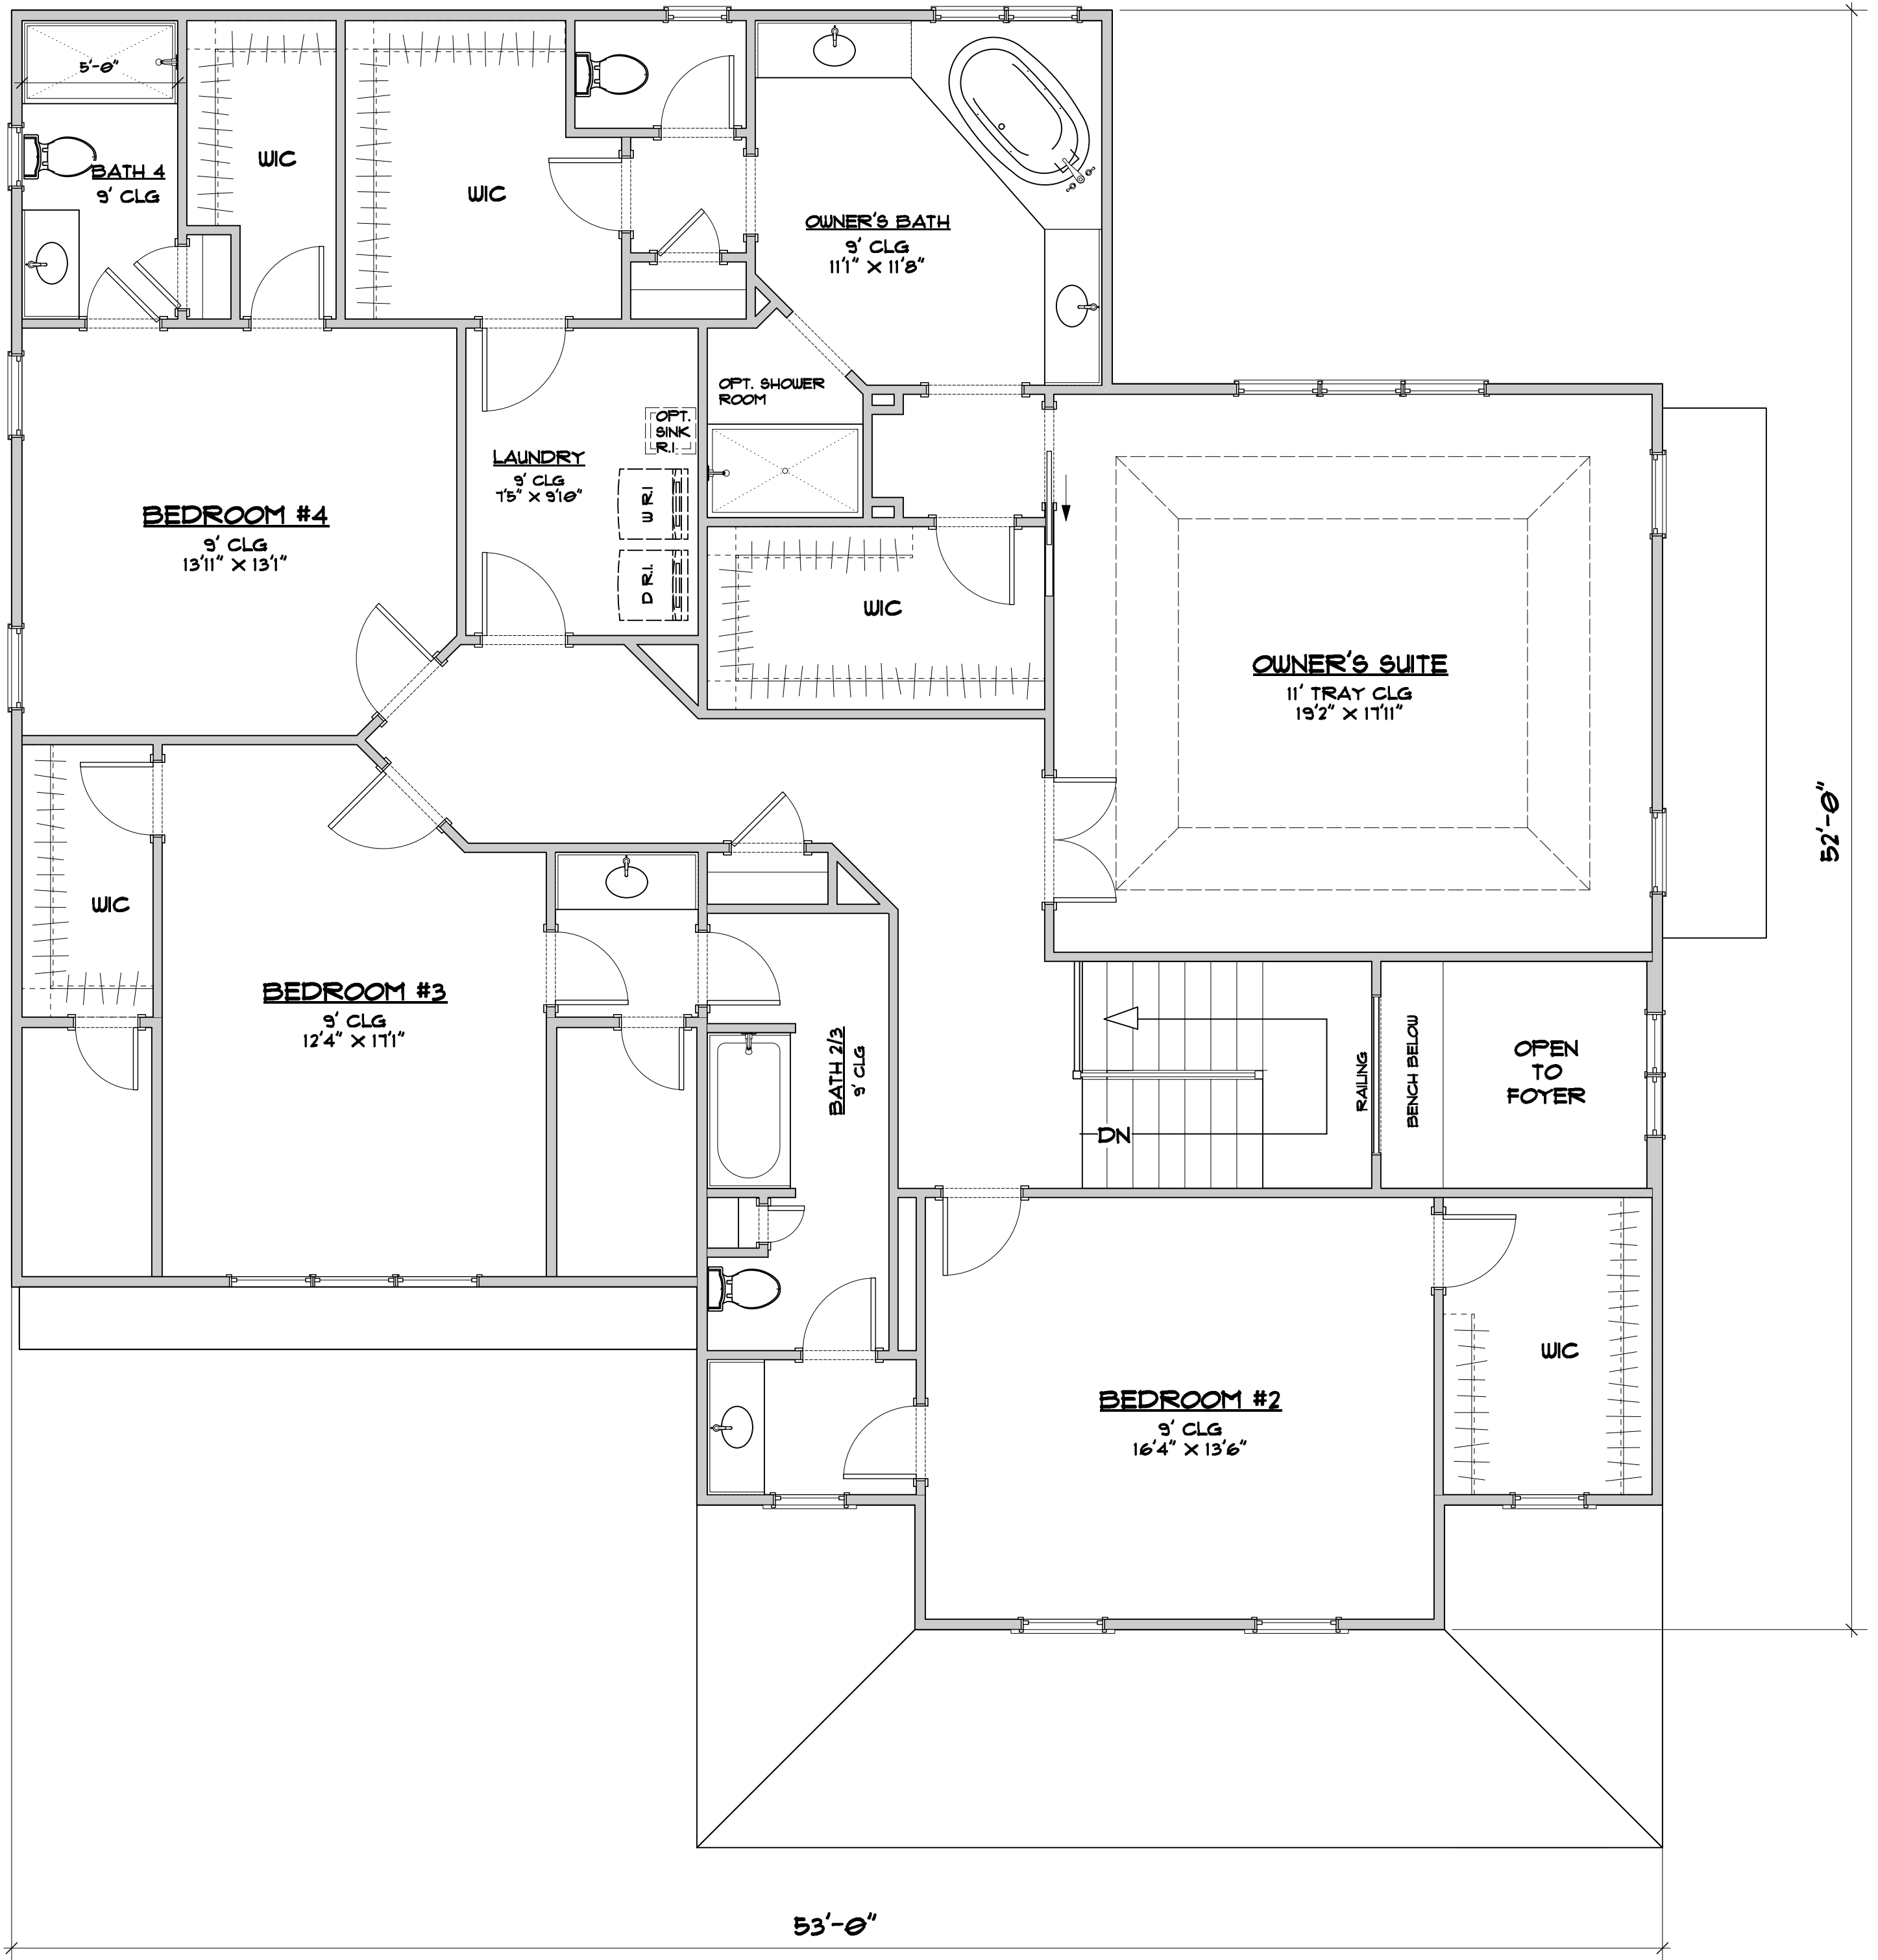 5'-0"
BATH 4
9' CLG
WIC
WIC
OWNER'S BATH
9' CLG
11'1" X 11'8"
OPT. SHOWER
ROOM
OPT.
SINK
R.I.
LAUNDRY
9' CLG
7'5" X 9'10"
W R.I.
D R.I.
BEDROOM #4
9' CLG
13'11" X 13'1"
WIC
OWNER'S SUITE
11' TRAY CLG
19'2" X 17'11"
52'-0"
WIC
BEDROOM #3
9' CLG
12'4" X 17'1"
BATH 2/3
9' CLG
DN
RAILING
BENCH BELOW
OPEN
TO
FOYER
BEDROOM #2
9' CLG
16'4" X 13'6"
WIC
53'-0"